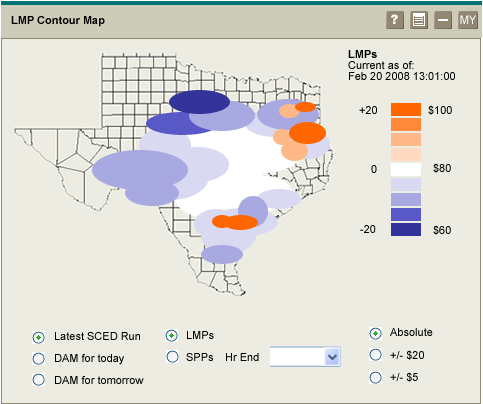 LMP Contour Map
? MY
LMPs
Current as of:
Feb 20 2008 13:01:00
+20 $100
0 $80
-20 $60
Latest SCED Run LMPs Absolute
DAM for today SPPs Hr End +/- $20
DAM for tomorrow +/- $5